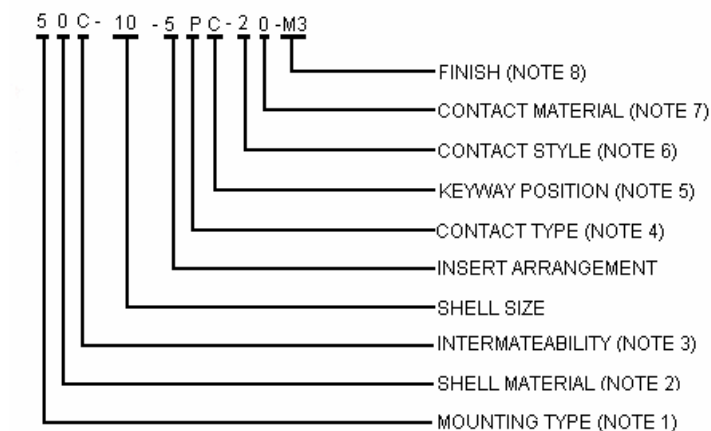 5 0 C - 10 - 5 P C - 2 0 -M3
FINISH (NOTE 8)
CONTACT MATERIAL (NOTE 7)
CONTACT STYLE (NOTE 6)
KEYWAY POSITION (NOTE 5)
CONTACT TYPE (NOTE 4)
INSERT ARRANGEMENT
SHELL SIZE
INTERMATEABILITY (NOTE 3)
SHELL MATERIAL (NOTE 2)
MOUNTING TYPE (NOTE 1)